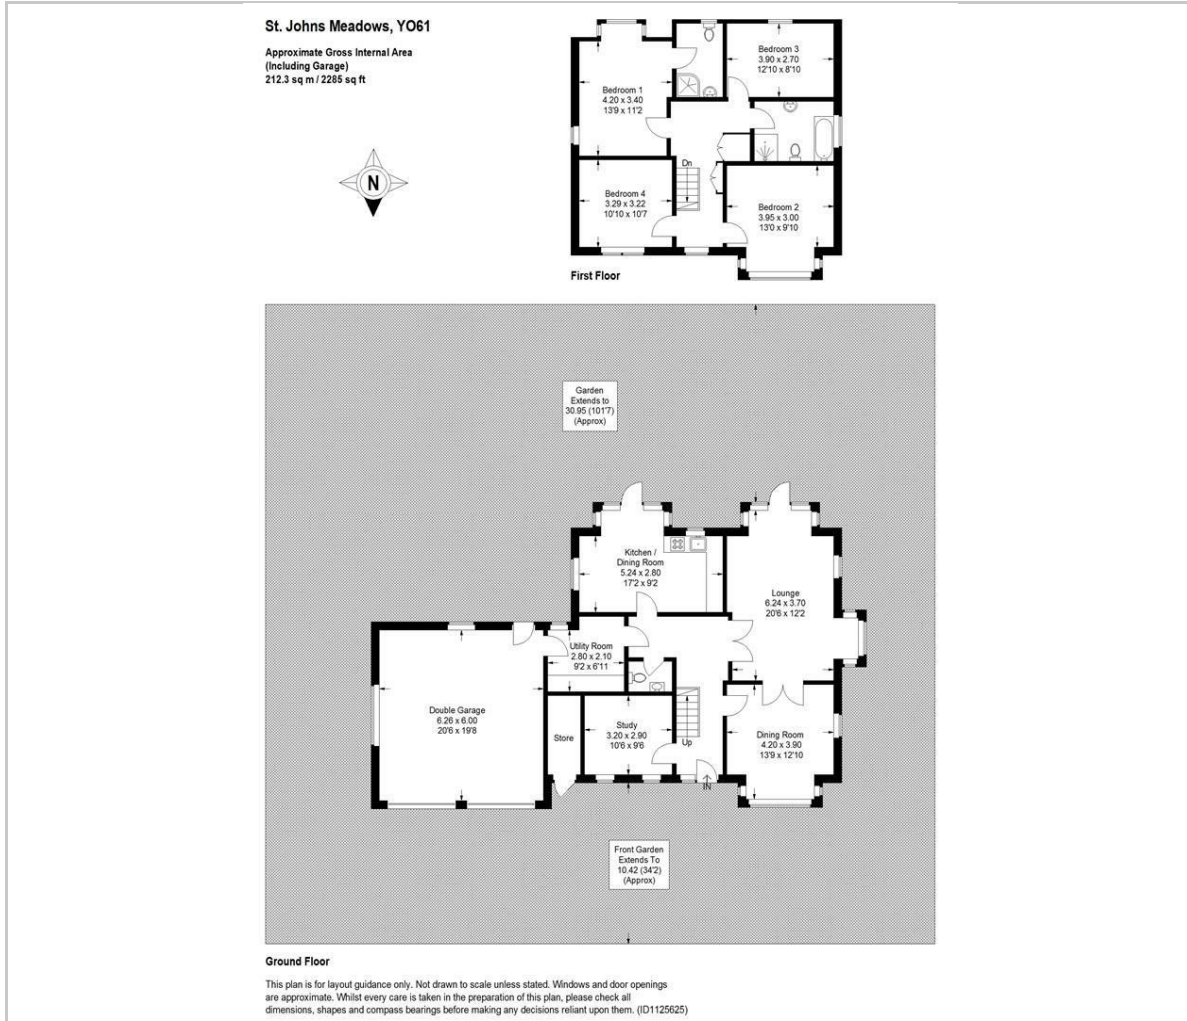 St. Johns Meadows, YO61
Approximate Gross Internal Area
(Including Garage)
212.3 sq m / 2285 sq ft
N
Bedroom 1
4.20 x 3.40
13'9 x 11'2
Bedroom 3
3.90 x 2.70
12'10 x 8'10
Dn
Bedroom 4
3.29 x 3.22
10'10 x 10'7
Bedroom 2
3.95 x 3.00
13'0 x 9'10
First Floor
Garden
Extends to
30.95 (101'7)
(Approx)
Kitchen /
Dining Room
5.24 x 2.80
17'2 x 9'2
Lounge
6.24 x 3.70
20'6 x 12'2
Utility Room
2.80 x 2.10
9'2 x 6'11
Double Garage
6.26 x 6.00
20'6 x 19'8
Store
Study
3.20 x 2.90
10'6 x 9'6
Up
IN
Dining Room
4.20 x 3.90
13'9 x 12'10
Front Garden
Extends To
10.42 (34'2)
(Approx)
Ground Floor
This plan is for layout guidance only. Not drawn to scale unless stated. Windows and door openings
are approximate. Whilst every care is taken in the preparation of this plan, please check all
dimensions, shapes and compass bearings before making any decisions reliant upon them. (ID1125625)